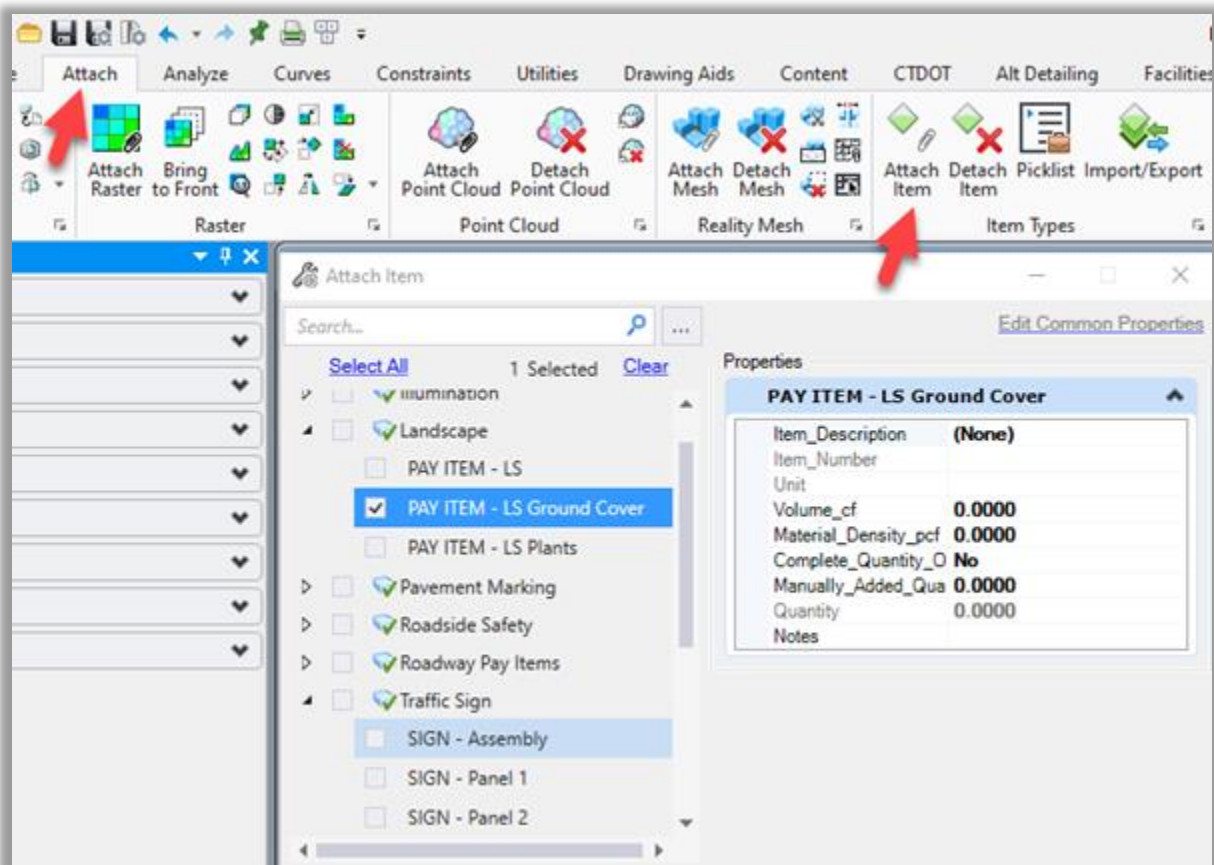 Attach Analyze Curves Constraints Utilities Drawing Aids Content CTDOT Alt Detailing Facilities
Attach Raster
Bring to Front
Attach Point Cloud
Detach Point Cloud
Attach Mesh
Detach Mesh
Attach Item
Detach Item
Picklist
Import/Export
Raster Point Cloud Reality Mesh Item Types
Attach Item
Search...
...
Edit Common Properties
Select All 1 Selected Clear
Illumination
Landscape
PAY ITEM - LS
PAY ITEM - LS Ground Cover
PAY ITEM - LS Plants
Pavement Marking
Roadside Safety
Roadway Pay Items
Traffic Sign
SIGN - Assembly
SIGN - Panel 1
SIGN - Panel 2
Properties
PAY ITEM - LS Ground Cover
Item_Description (None)
Item_Number
Unit
Volume_cf 0.0000
Material_Density_pcf 0.0000
Complete_Quantity_O No
Manually_Added_Qua 0.0000
Quantity 0.0000
Notes